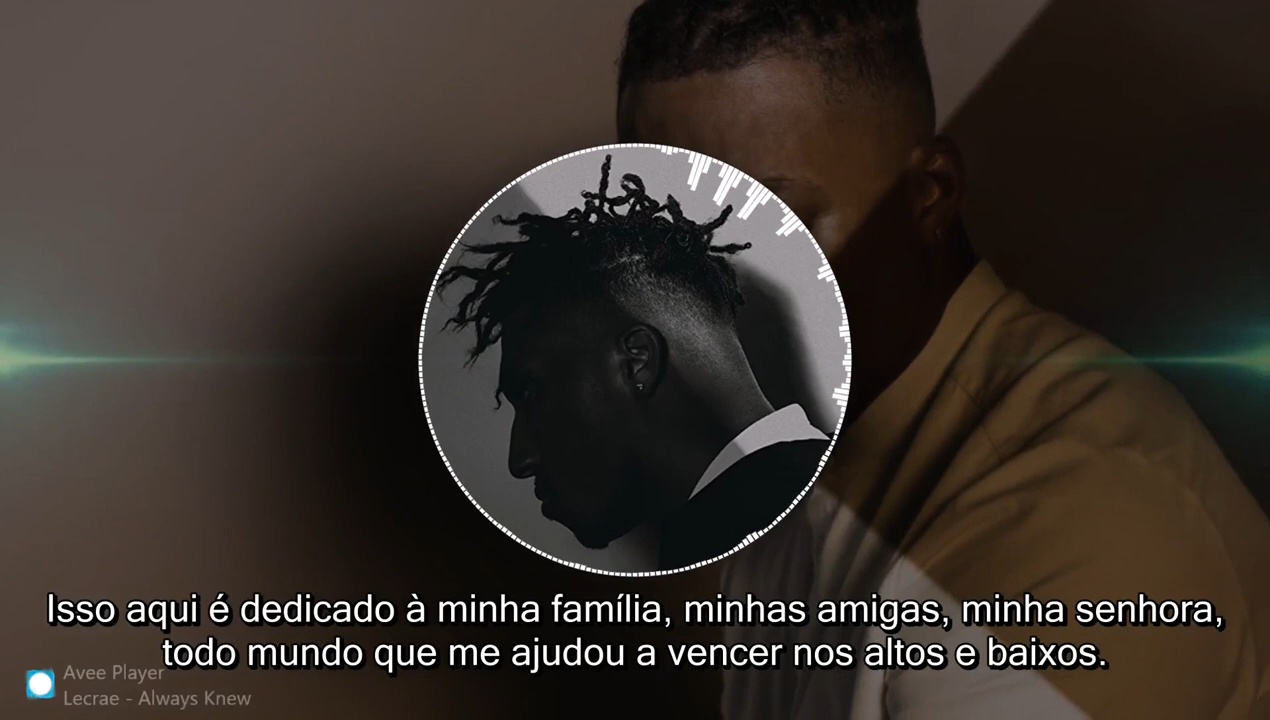 Isso aqui é dedicado à minha família, minhas amigas, minha senhora,
todo mundo que me ajudou a vencer nos altos e baixos.
Avee Player
Lecrae - Always Knew